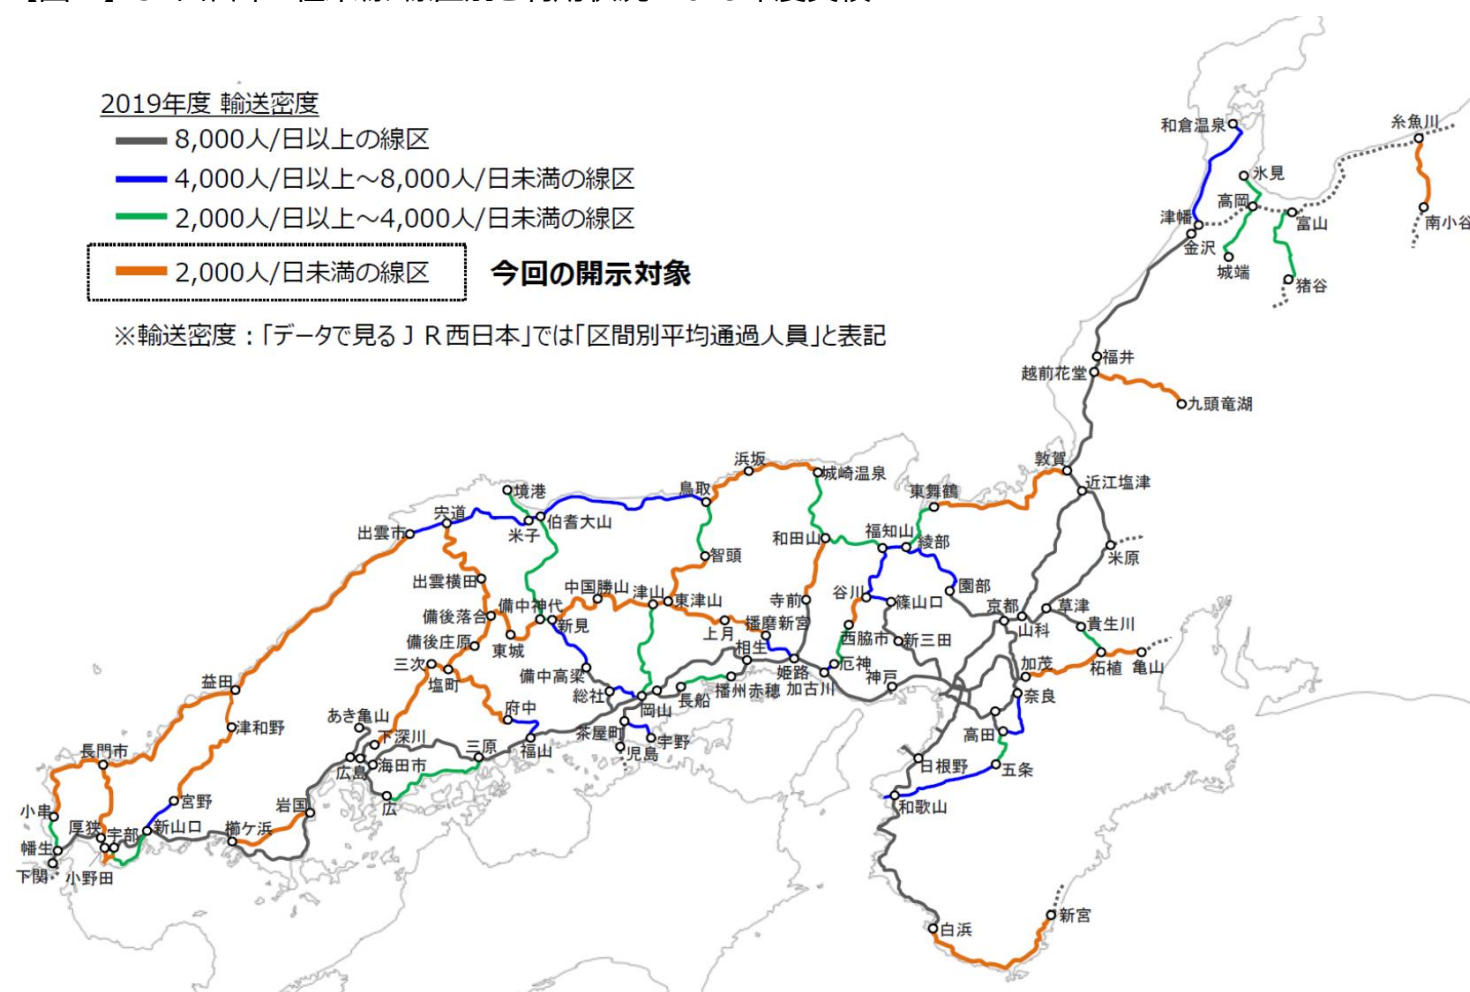 2019年度 輸送密度
8,000人/日以上の線区
4,000人/日以上～8,000人/日未満の線区
2,000人/日以上～4,000人/日未満の線区
2,000人/日未満の線区
今回の開示対象
※輸送密度：「データで見るＪＲ西日本」では「区間別平均通過人員」と表記
和倉温泉
糸魚川
氷見
高岡
津幡
富山
南小谷
金沢
城端
猪谷
福井
越前花堂
九頭竜湖
敦賀
浜坂
城崎温泉
近江塩津
境港
鳥取
東舞鶴
宍道
伯耆大山
出雲市
米子
和田山
福知山
綾部
米原
智頭
出雲横田
中国勝山
津山
東津山
谷川
園部
備中神代
寺前
篠山口
京都
草津
備後落合
新見
上月
播磨新宮
山科
貴生川
備後庄原
東城
西脇市
新三田
三次
相生
厄神
加茂
柘植
亀山
塩町
備中高梁
姫路
加古川
神戸
益田
総社
播州赤穂
長船
岡山
奈良
府中
あき亀山
津和野
下深川
茶屋町
宇野
高田
三原
福山
児島
長門市
広島
海田市
日根野
五条
宮野
岩国
広
和歌山
小串
厚狭
宇部
新山口
櫛ケ浜
幡生
下関
小野田
新宮
白浜